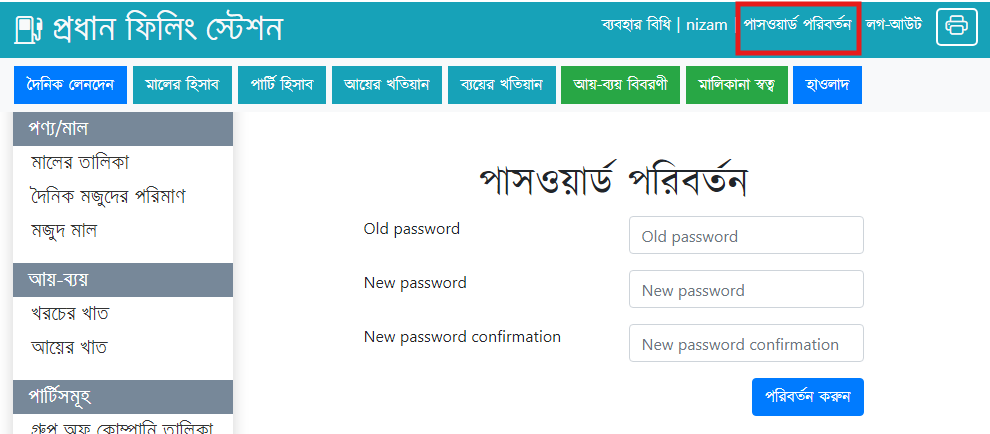 প্রধান ফিলিং স্টেশন
ব্যবহার বিধি | nizam | পাসওয়ার্ড পরিবর্তন লগ-আউট
দৈনিক লেনদেন মালের হিসাব পার্টি হিসাব আয়ের খতিয়ান ব্যয়ের খতিয়ান আয়-ব্যয় বিবরণী মালিকানা স্বত্ব হাওলাদ
পণ্য/মাল
মালের তালিকা
দৈনিক মজুদের পরিমাণ
মজুদ মাল
আয়-ব্যয়
খরচের খাত
আয়ের খাত
পার্টিসমূহ
গ্রুপ অফ কোম্পানি তালিকা
পাসওয়ার্ড পরিবর্তন
Old password Old password
New password New password
New password confirmation New password confirmation
পরিবর্তন করুন